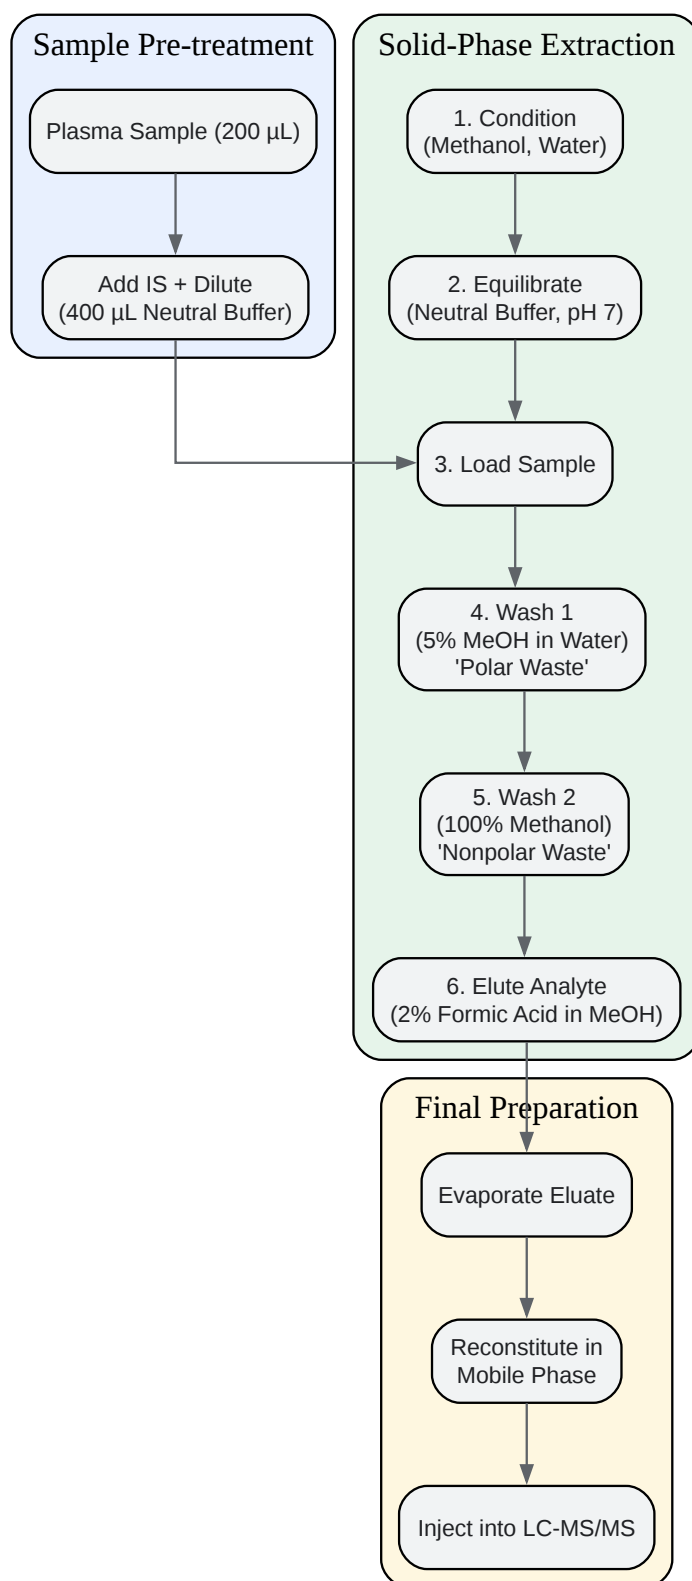 Sample Pre-treatment
Plasma Sample (200 µL)
Add IS + Dilute
(400 µL Neutral Buffer)
Solid-Phase Extraction
1. Condition
(Methanol, Water)
2. Equilibrate
(Neutral Buffer, pH 7)
3. Load Sample
4. Wash 1
(5% MeOH in Water)
'Polar Waste'
5. Wash 2
(100% Methanol)
'Nonpolar Waste'
6. Elute Analyte
(2% Formic Acid in MeOH)
Final Preparation
Evaporate Eluate
Reconstitute in
Mobile Phase
Inject into LC-MS/MS